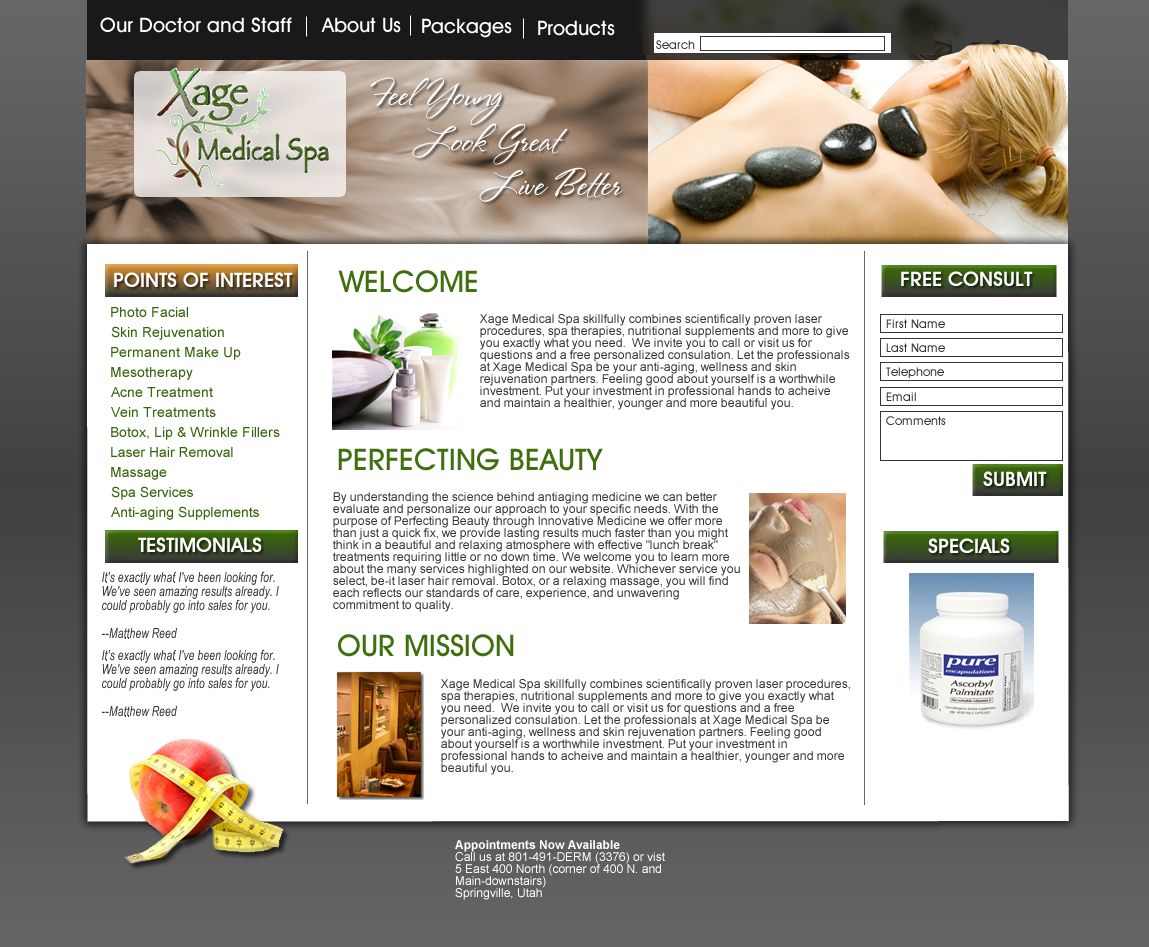 Our Doctor and Staff | About Us | Packages | Products
Search
Xage
Medical Spa
Feel Young
Look Great
Live Better
POINTS OF INTEREST
Photo Facial
Skin Rejuvenation
Permanent Make Up
Mesotherapy
Acne Treatment
Vein Treatments
Botox, Lip & Wrinkle Fillers
Laser Hair Removal
Massage
Spa Services
Anti-aging Supplements
TESTIMONIALS
It's exactly what I've been looking for.
We've seen amazing results already. I
could probably go into sales for you.
--Matthew Reed
It's exactly what I've been looking for.
We've seen amazing results already. I
could probably go into sales for you.
--Matthew Reed
WELCOME
Xage Medical Spa skillfully combines scientifically proven laser
procedures, spa therapies, nutritional supplements and more to give
you exactly what you need.  We invite you to call or visit us for
questions and a free personalized consulation. Let the professionals
at Xage Medical Spa be your anti-aging, wellness and skin
rejuvenation partners. Feeling good about yourself is a worthwhile
investment. Put your investment in professional hands to acheive
and maintain a healthier, younger and more beautiful you.
PERFECTING BEAUTY
By understanding the science behind antiaging medicine we can better
evaluate and personalize our approach to your specific needs. With the
purpose of Perfecting Beauty through Innovative Medicine we offer more
than just a quick fix, we provide lasting results much faster than you might
think in a beautiful and relaxing atmosphere with effective "lunch break"
treatments requiring little or no down time. We welcome you to learn more
about the many services highlighted on our website. Whichever service you
select, be-it laser hair removal. Botox, or a relaxing massage, you will find
each reflects our standards of care, experience, and unwavering
commitment to quality.
OUR MISSION
Xage Medical Spa skillfully combines scientifically proven laser procedures,
spa therapies, nutritional supplements and more to give you exactly what
you need.  We invite you to call or visit us for questions and a free
personalized consulation. Let the professionals at Xage Medical Spa be
your anti-aging, wellness and skin rejuvenation partners. Feeling good
about yourself is a worthwhile investment. Put your investment in
professional hands to acheive and maintain a healthier, younger and more
beautiful you.
FREE CONSULT
First Name
Last Name
Telephone
Email
Comments
SUBMIT
SPECIALS
pure
encapsulations
Ascorbyl
Palmitate
Appointments Now Available
Call us at 801-491-DERM (3376) or vist
5 East 400 North (corner of 400 N. and
Main-downstairs)
Springville, Utah